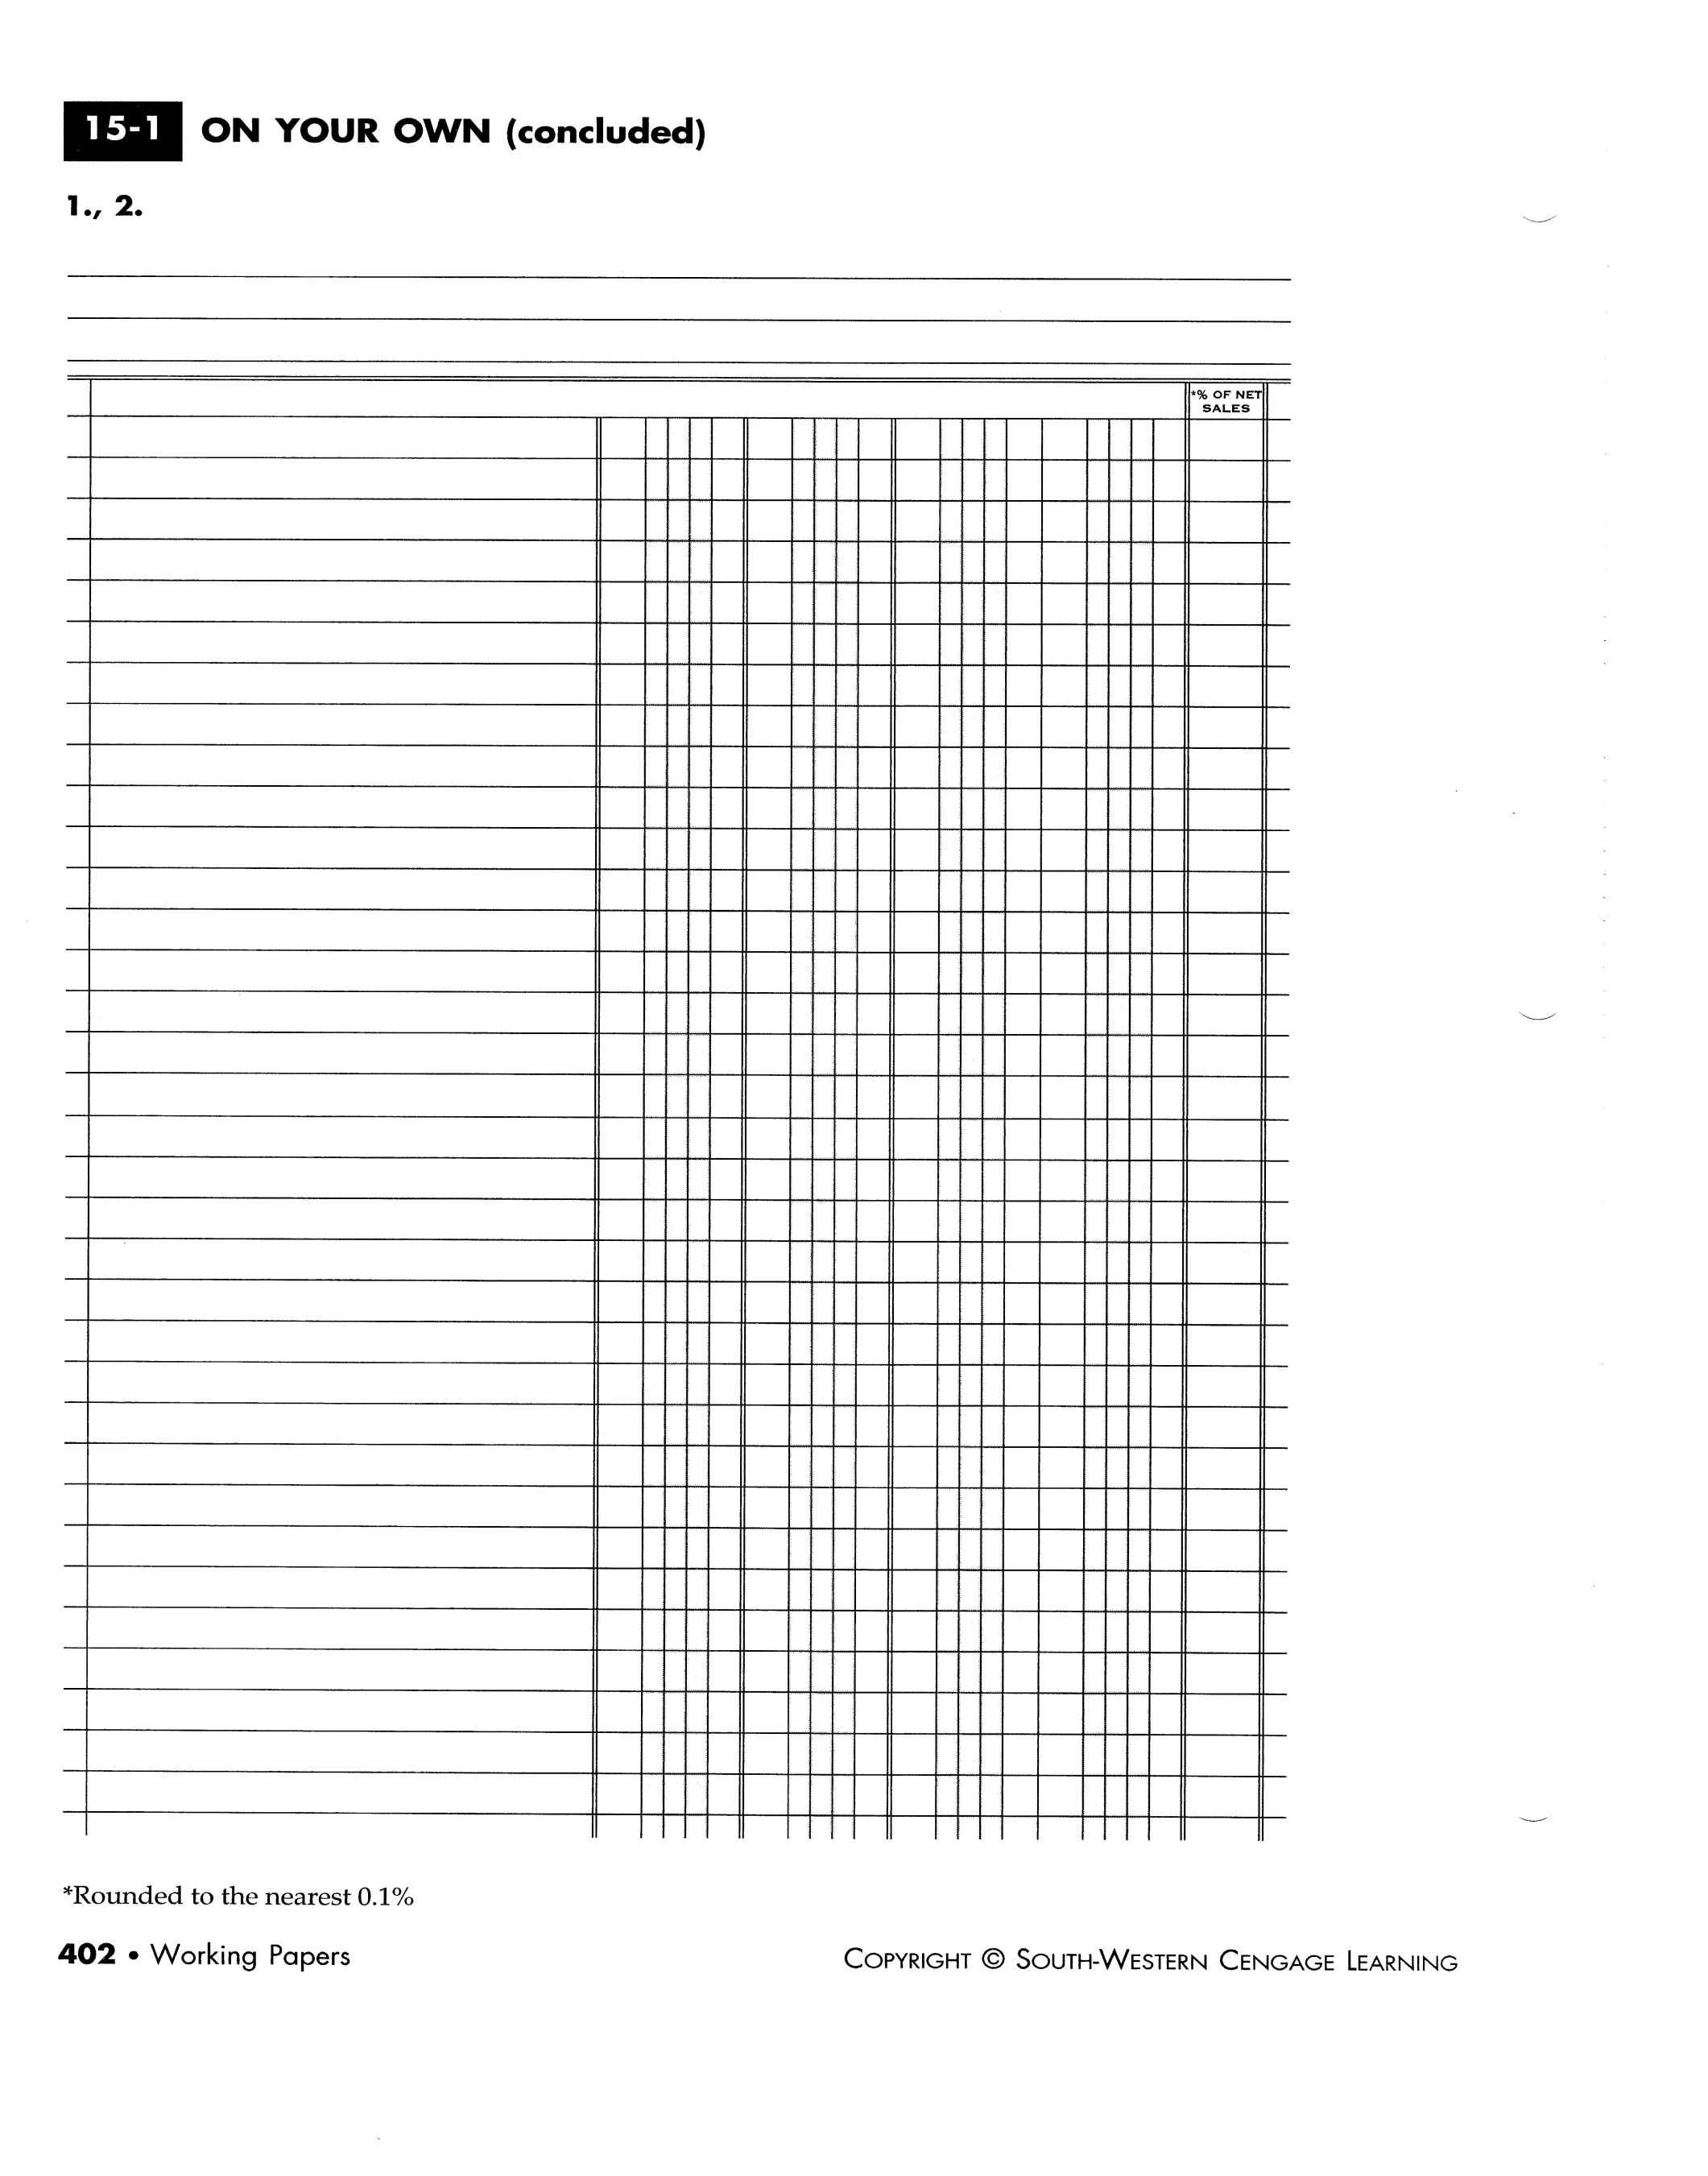 15-1 ON YOUR OWN (concluded)
1., 2.
*% OF NET
SALES
*Rounded to the nearest 0.1%
402 • Working Papers
COPYRIGHT © SOUTH-WESTERN CENGAGE LEARNING